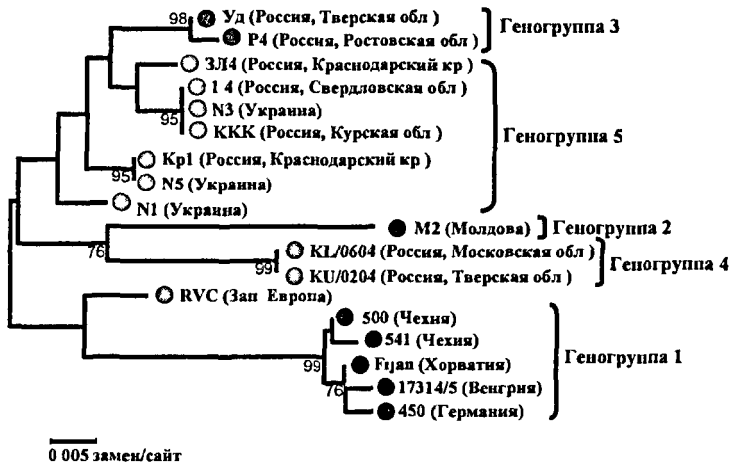 98
Уд (Россия, Тверская обл )
Р4 (Россия, Ростовская обл )
Геногруппа 3
ЗЛ4 (Россия, Краснодарский кр )
1 4 (Россия, Свердловская обл )
N3 (Украина)
95
ККК (Россия, Курская обл )
Геногруппа 5
Кр1 (Россия, Краснодарский кр )
95
N5 (Украина)
N1 (Украина)
М2 (Молдова)
Геногруппа 2
76
KL/0604 (Россия, Московская обл )
99
KU/0204 (Россия, Тверская обл )
Геногруппа 4
RVC (Зап Европа)
500 (Чехия)
541 (Чехия)
99
Fijan (Хорватия)
Геногруппа 1
76
17314/5 (Венгрия)
450 (Германия)
0 005 замен/сайт